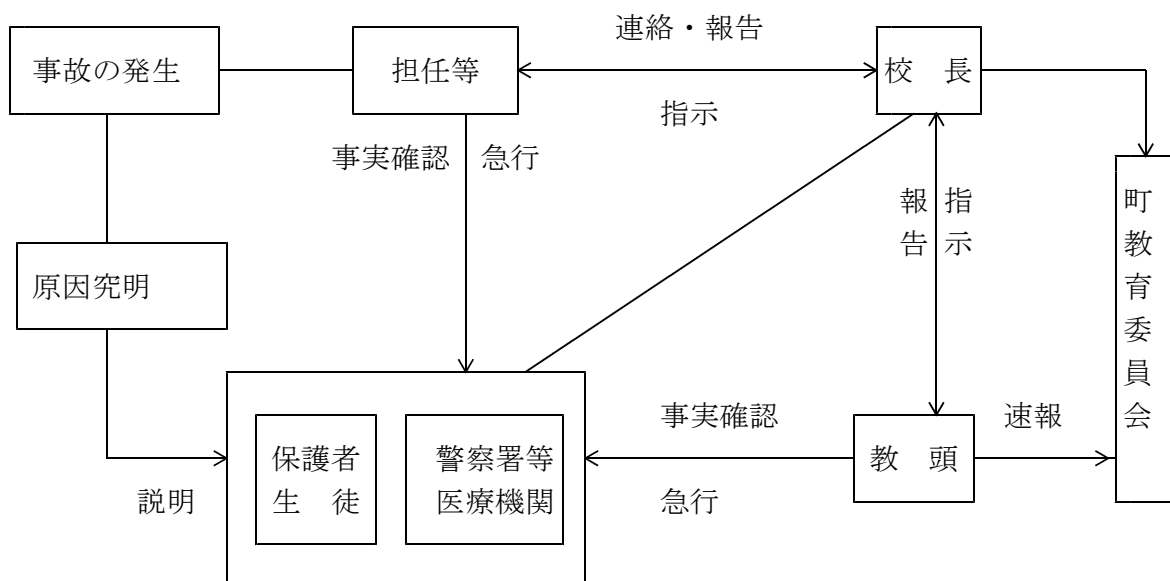 連絡・報告
事故の発生
担任等
校　長
指示
事実確認
急行
報告
指示
町教育委員会
原因究明
事実確認
速報
保護者
生　徒
警察署等
医療機関
教　頭
説明
急行